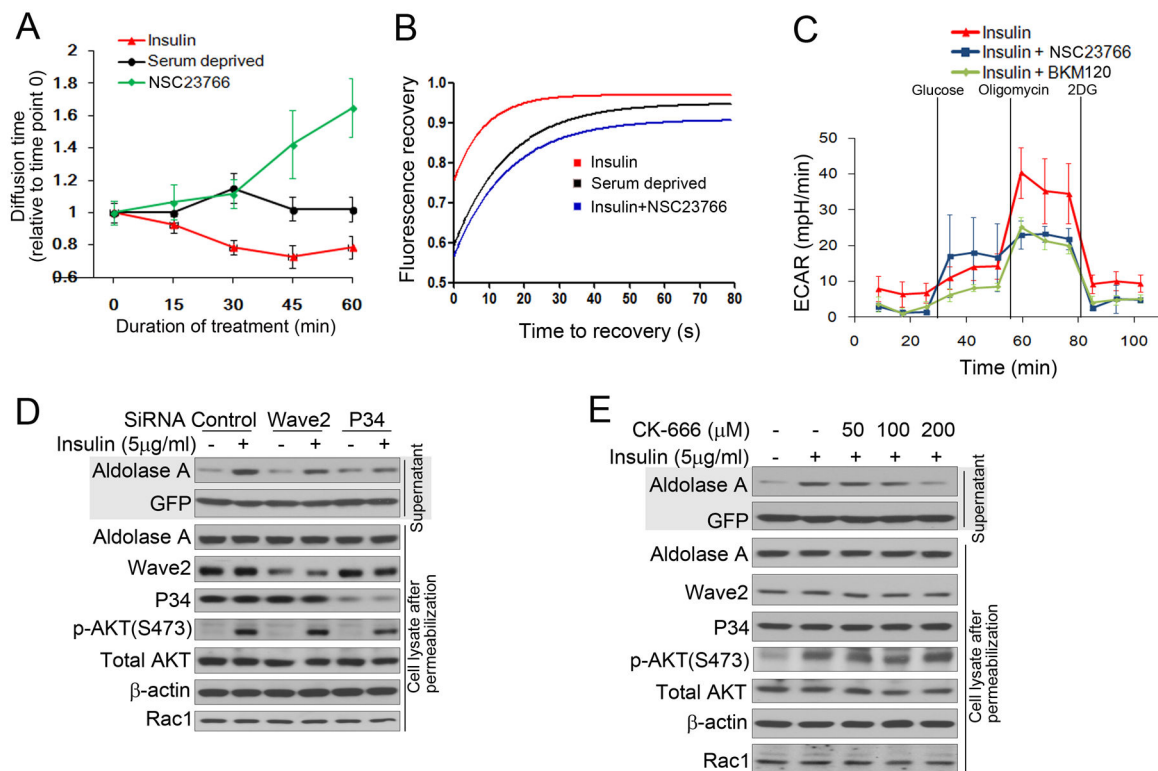 A
Insulin
Serum deprived
NSC23766
Diffusion time
(relative to time point 0)
2
1.8
1.6
1.4
1.2
1
0.8
0.6
0 15 30 45 60
Duration of treatment (min)
B
Fluorescence recovery
1.0
0.9
0.8
0.7
0.6
0.5
Insulin
Serum deprived
Insulin+NSC23766
0 10 20 30 40 50 60 70 80
Time to recovery (s)
C
Insulin
Insulin + NSC23766
Insulin + BKM120
Glucose Oligomycin 2DG
ECAR (mpH/min)
50
40
30
20
10
0
0 20 40 60 80 100
Time (min)
D
SiRNA Control Wave2 P34
Insulin (5μg/ml) - + - + - +
Aldolase A
GFP
Supernatant
Aldolase A
Wave2
P34
p-AKT(S473)
Total AKT
β-actin
Rac1
Cell lysate after
permeabilization
E
CK-666 (μM) - - 50 100 200
Insulin (5μg/ml) - + + + +
Aldolase A
GFP
Supernatant
Aldolase A
Wave2
P34
p-AKT(S473)
Total AKT
β-actin
Rac1
Cell lysate after
permeabilization